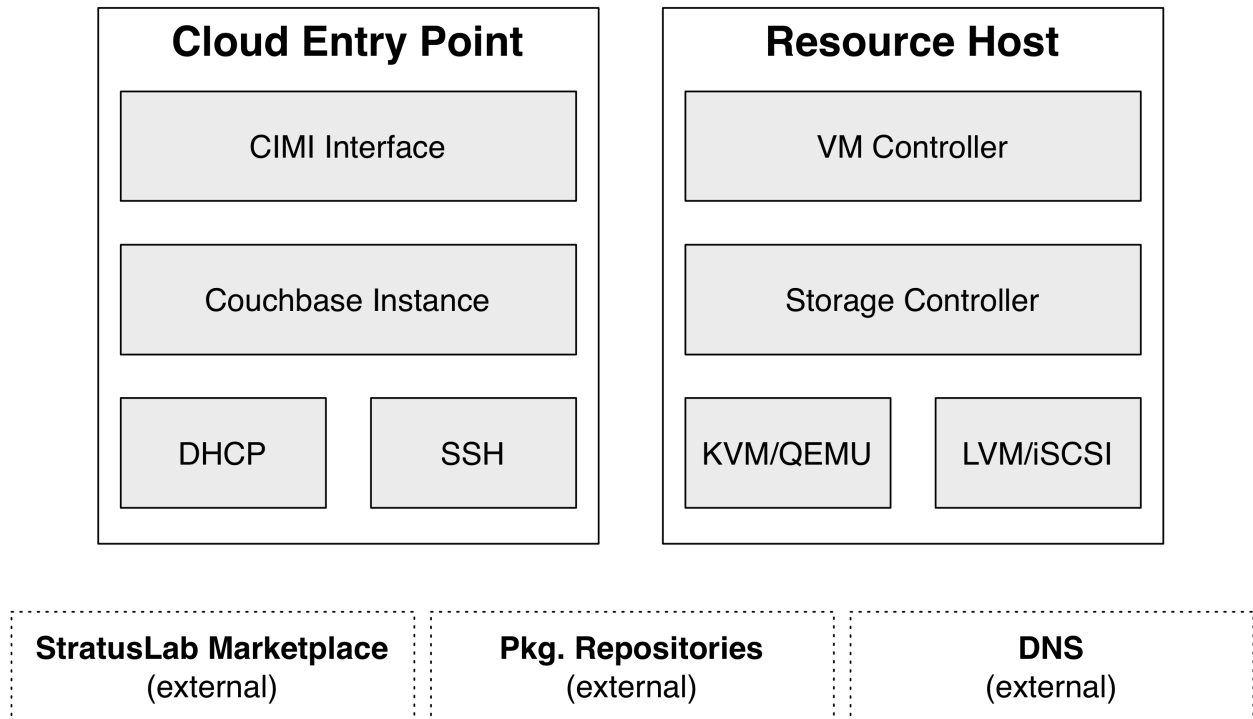 Cloud Entry Point
CIMI Interface
Couchbase Instance
DHCP
SSH
Resource Host
VM Controller
Storage Controller
KVM/QEMU
LVM/iSCSI
StratusLab Marketplace
(external)
Pkg. Repositories
(external)
DNS
(external)